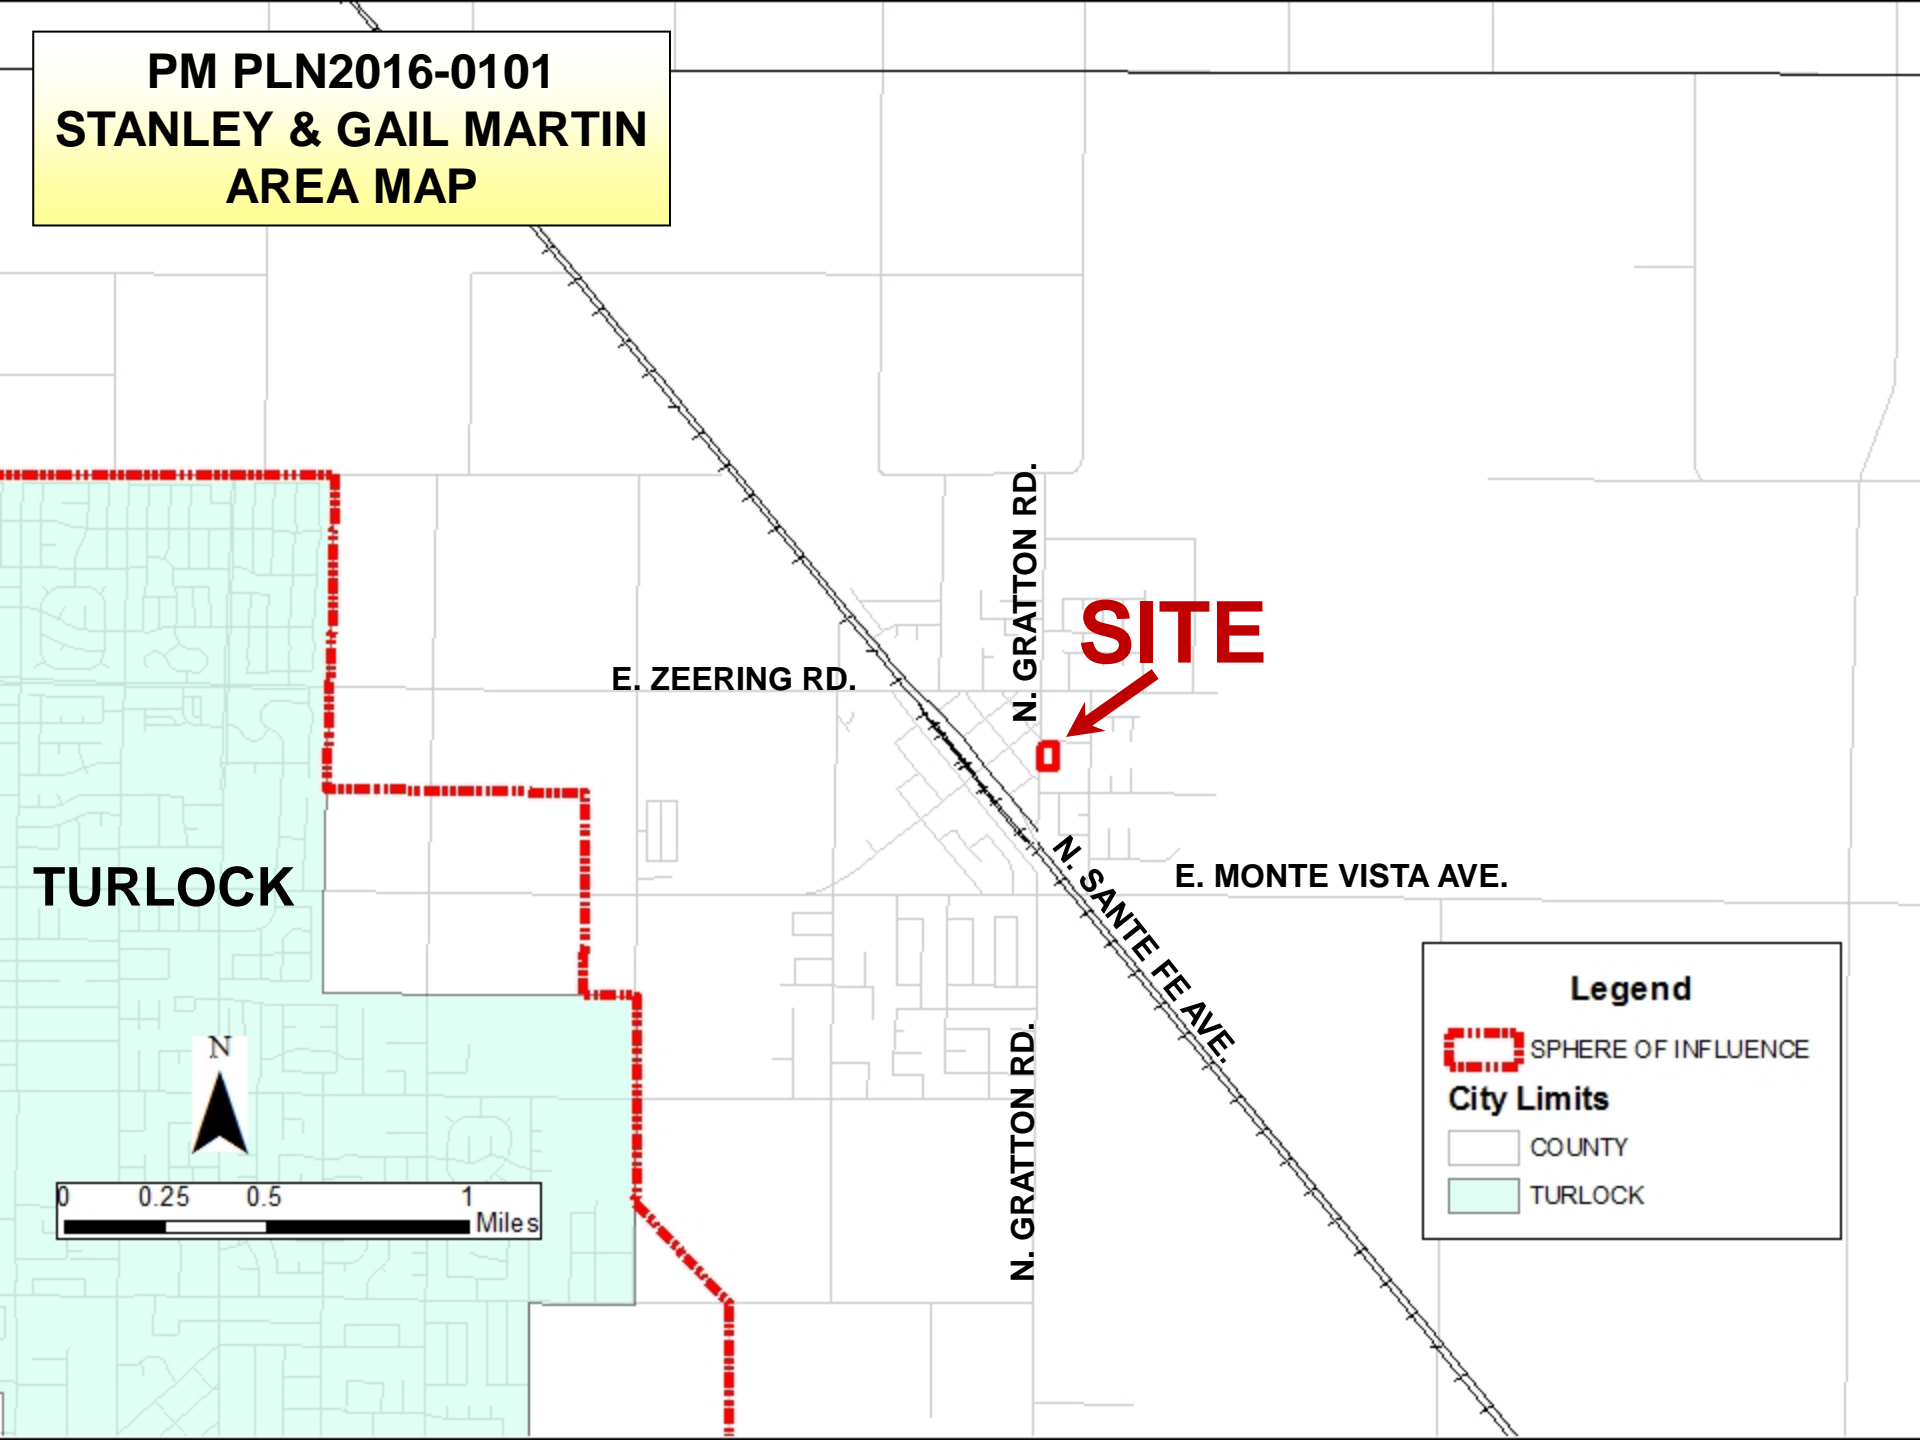 PM PLN2016-0101
STANLEY & GAIL MARTIN
AREA MAP
N. GRATTON RD.
SITE
E. ZEERING RD.
TURLOCK
N. SANTE FE AVE.
E. MONTE VISTA AVE.
N. GRATTON RD.
N
0 0.25 0.5 1
Miles
Legend
SPHERE OF INFLUENCE
City Limits
COUNTY
TURLOCK